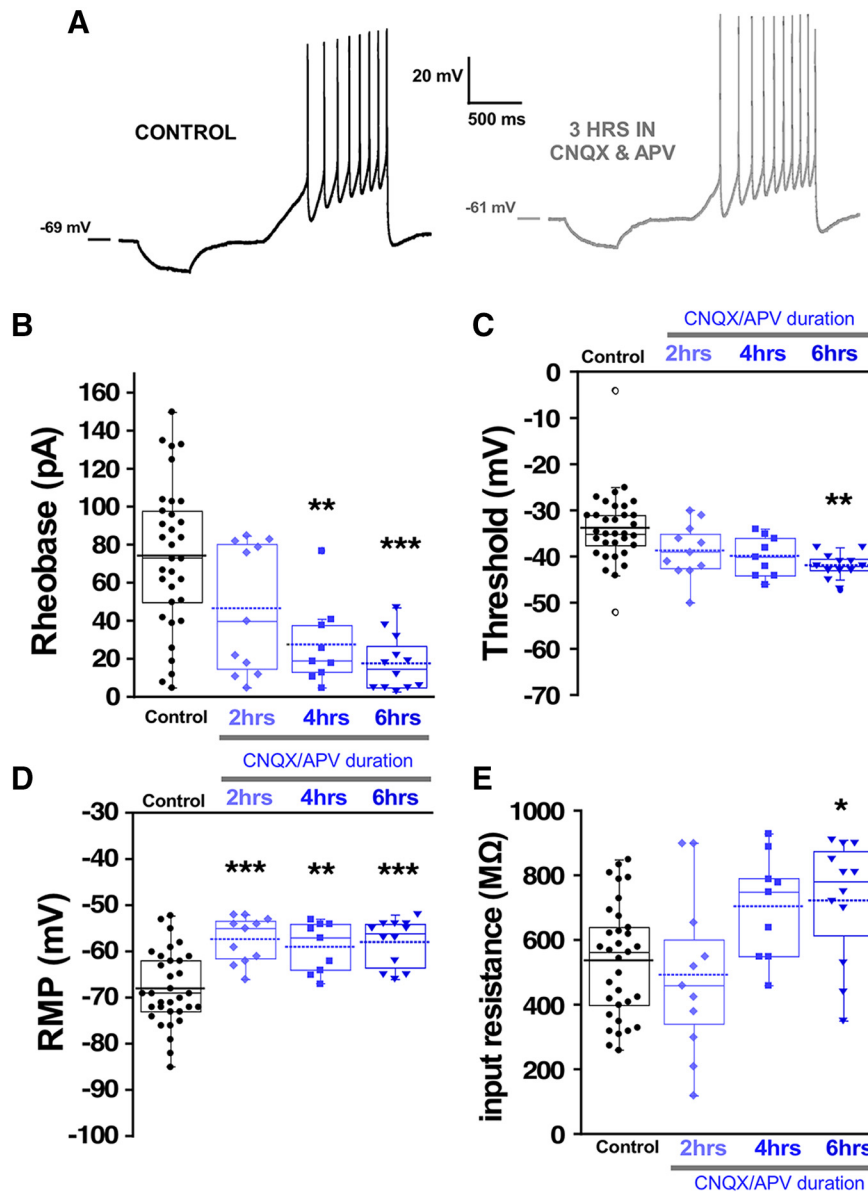 A
CONTROL
-69 mV
20 mV
500 ms
3 HRS IN
CNQX & APV
-61 mV
B
Rheobase (pA)
160
140
120
100
80
60
40
20
0
**
***
Control
2hrs
4hrs
6hrs
CNQX/APV duration
C
CNQX/APV duration
Control
2hrs
4hrs
6hrs
Threshold (mV)
0
-10
-20
-30
-40
-50
-60
-70
**
D
Control
2hrs
4hrs
6hrs
RMP (mV)
-30
-40
-50
-60
-70
-80
-90
-100
***
**
***
E
input resistance (MΩ)
1000
800
600
400
200
0
*
Control
2hrs
4hrs
6hrs
CNQX/APV duration